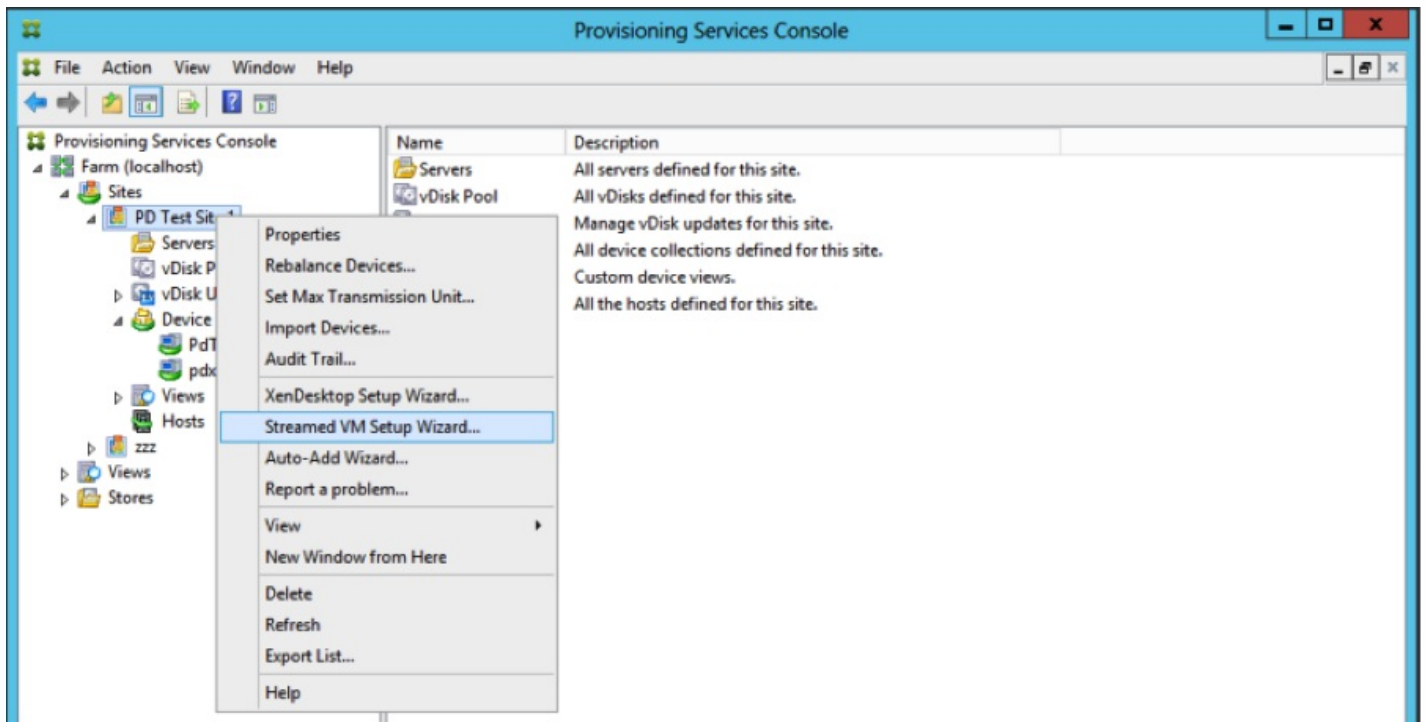 Provisioning Services Console
File Action View Window Help
Provisioning Services Console
Farm (localhost)
Sites
PD Test Sit 1
Servers
vDisk P
vDisk U
Device
PdT
pdx
Views
Hosts
zzz
Views
Stores
Name Description
Servers All servers defined for this site.
vDisk Pool All vDisks defined for this site.
Manage vDisk updates for this site.
All device collections defined for this site.
Custom device views.
All the hosts defined for this site.
Properties
Rebalance Devices...
Set Max Transmission Unit...
Import Devices...
Audit Trail...
XenDesktop Setup Wizard...
Streamed VM Setup Wizard...
Auto-Add Wizard...
Report a problem...
View
New Window from Here
Delete
Refresh
Export List...
Help